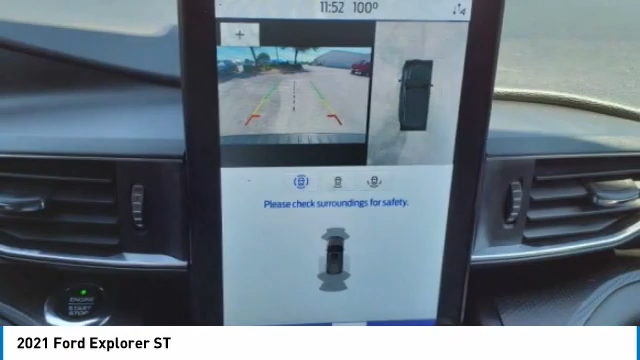 11:52 100°
+
Please check surroundings for safety.
ENGINE
START
STOP
2021 Ford Explorer ST